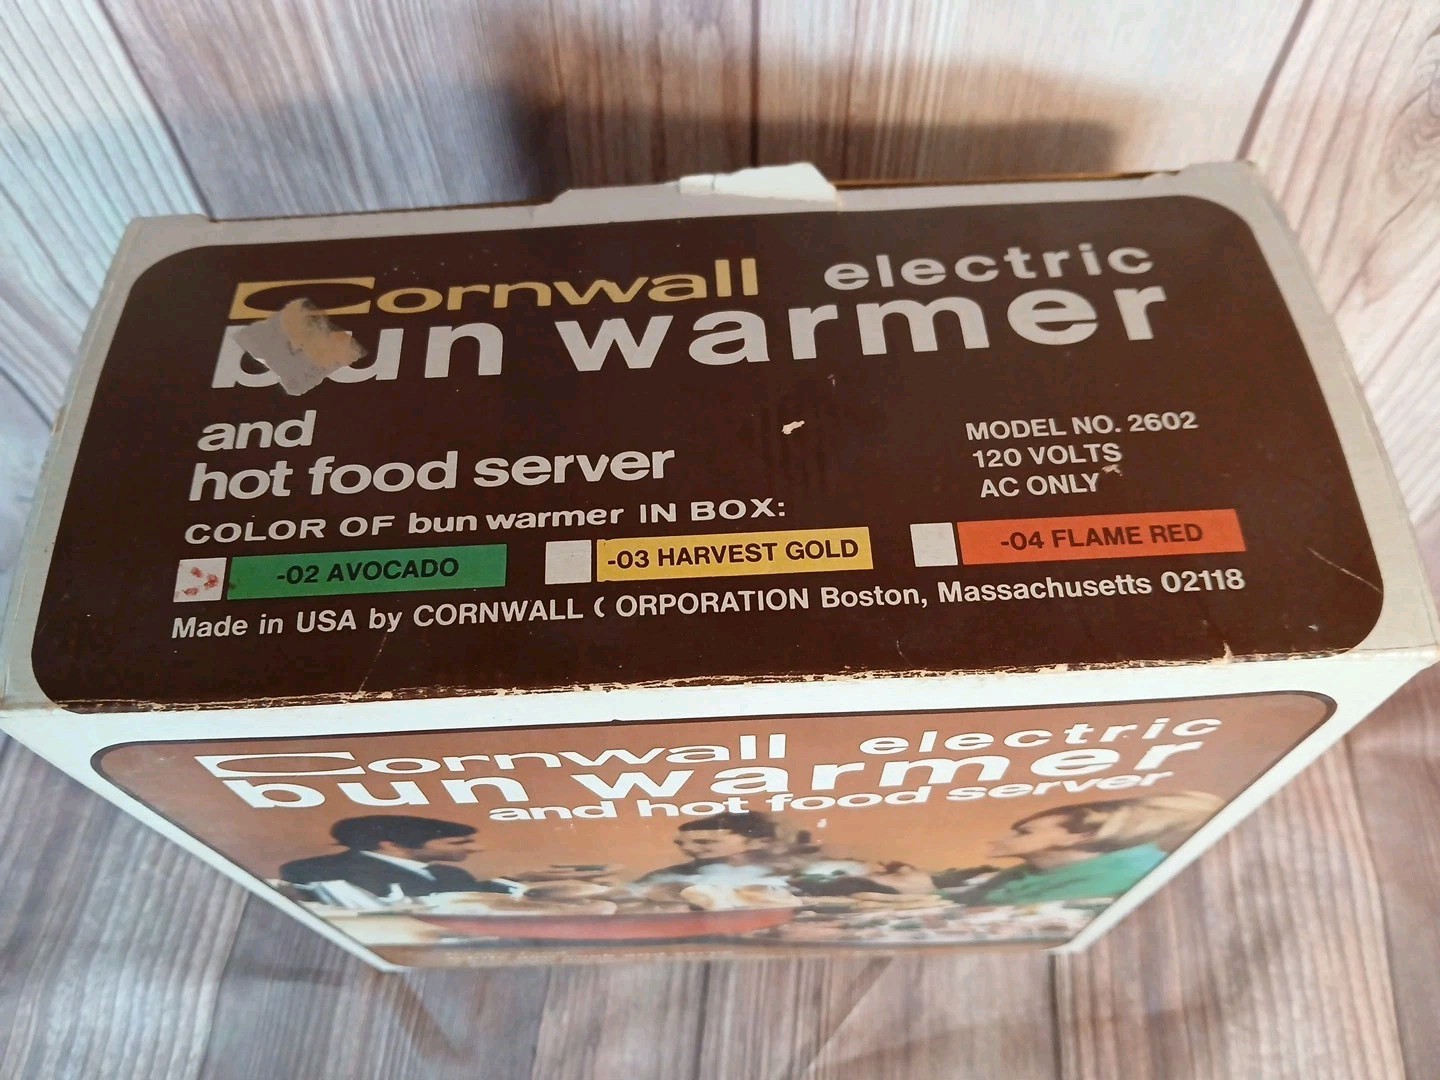 Cornwall electric
bun warmer
and
hot food server
MODEL NO. 2602
120 VOLTS
AC ONLY
COLOR OF bun warmer IN BOX:
-02 AVOCADO -03 HARVEST GOLD -04 FLAME RED
Made in USA by CORNWALL CORPORATION Boston, Massachusetts 02118
Cornwall electric
bun warmer
and hot food server